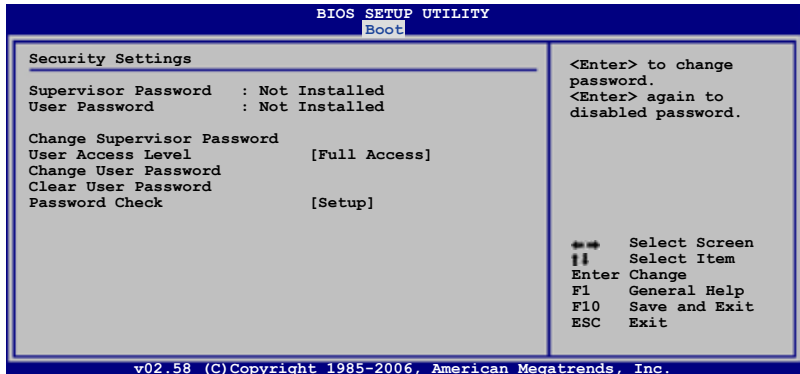 BIOS SETUP UTILITY
Boot
Security Settings
Supervisor Password : Not Installed
User Password : Not Installed
Change Supervisor Password
User Access Level [Full Access]
Change User Password
Clear User Password
Password Check [Setup]
<Enter> to change
password.
<Enter> again to
disabled password.
←→ Select Screen
↑↓ Select Item
Enter Change
F1 General Help
F10 Save and Exit
ESC Exit
v02.58 (C)Copyright 1985-2006, American Megatrends, Inc.